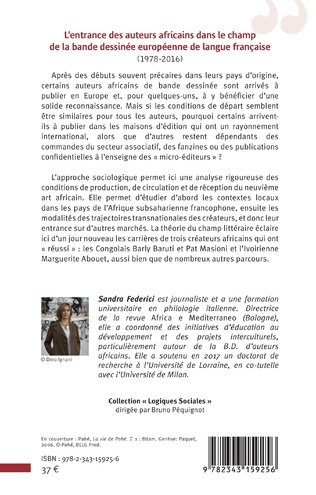 L'entrance des auteurs africains dans le champ
de la bande dessinée européenne de langue française
(1978-2016)
Après des débuts souvent précaires dans leurs pays d'origine,
certains auteurs africains de bande dessinée sont arrivés à
publier en Europe et, pour quelques-uns, à y bénéficier d'une
solide reconnaissance. Mais si les conditions de départ semblent
être similaires pour tous les auteurs, pourquoi certains arrivent-
ils à publier dans les maisons d'édition qui ont un rayonnement
international, alors que d'autres restent dépendants des
commandes du secteur associatif, des fanzines ou des publications
confidentielles à l'enseigne des « micro-éditeurs » ?
L'approche sociologique permet ici une analyse rigoureuse des
conditions de production, de circulation et de réception du neuvième
art africain. Elle permet d'étudier d'abord les contextes locaux
dans les pays de l'Afrique subsaharienne francophone, ensuite les
modalités des trajectoires transnationales des créateurs, et donc leur
entrance sur d'autres marchés. La théorie du champ littéraire éclaire
ici d'un jour nouveau les carrières de trois créateurs africains qui ont
« réussi » : les Congolais Barly Baruti et Pat Masioni et l'Ivoirienne
Marguerite Abouet, aussi bien que de nombreux autres parcours.
Sandra Federici est journaliste et a une formation
universitaire en philologie italienne. Directrice
de la revue Africa e Mediterraneo (Bologne),
elle a coordonné des initiatives d'éducation au
développement et des projets interculturels,
particulièrement autour de la B.D. d'auteurs
africains. Elle a soutenu en 2017 un doctorat de
recherche à l'Université de Lorraine, en co-tutelle
avec l'Université de Milan.
© Dino Ignani
Collection « Logiques Sociales »
dirigée par Bruno Péquignot
En couverture : Pahé, La vie de Pahé. T. 1 : Bitam. Genève: Paquet,
2006. © Pahé, BLUG Prod.
ISBN : 978-2-343-15925-6
37 €
9 782343 159256